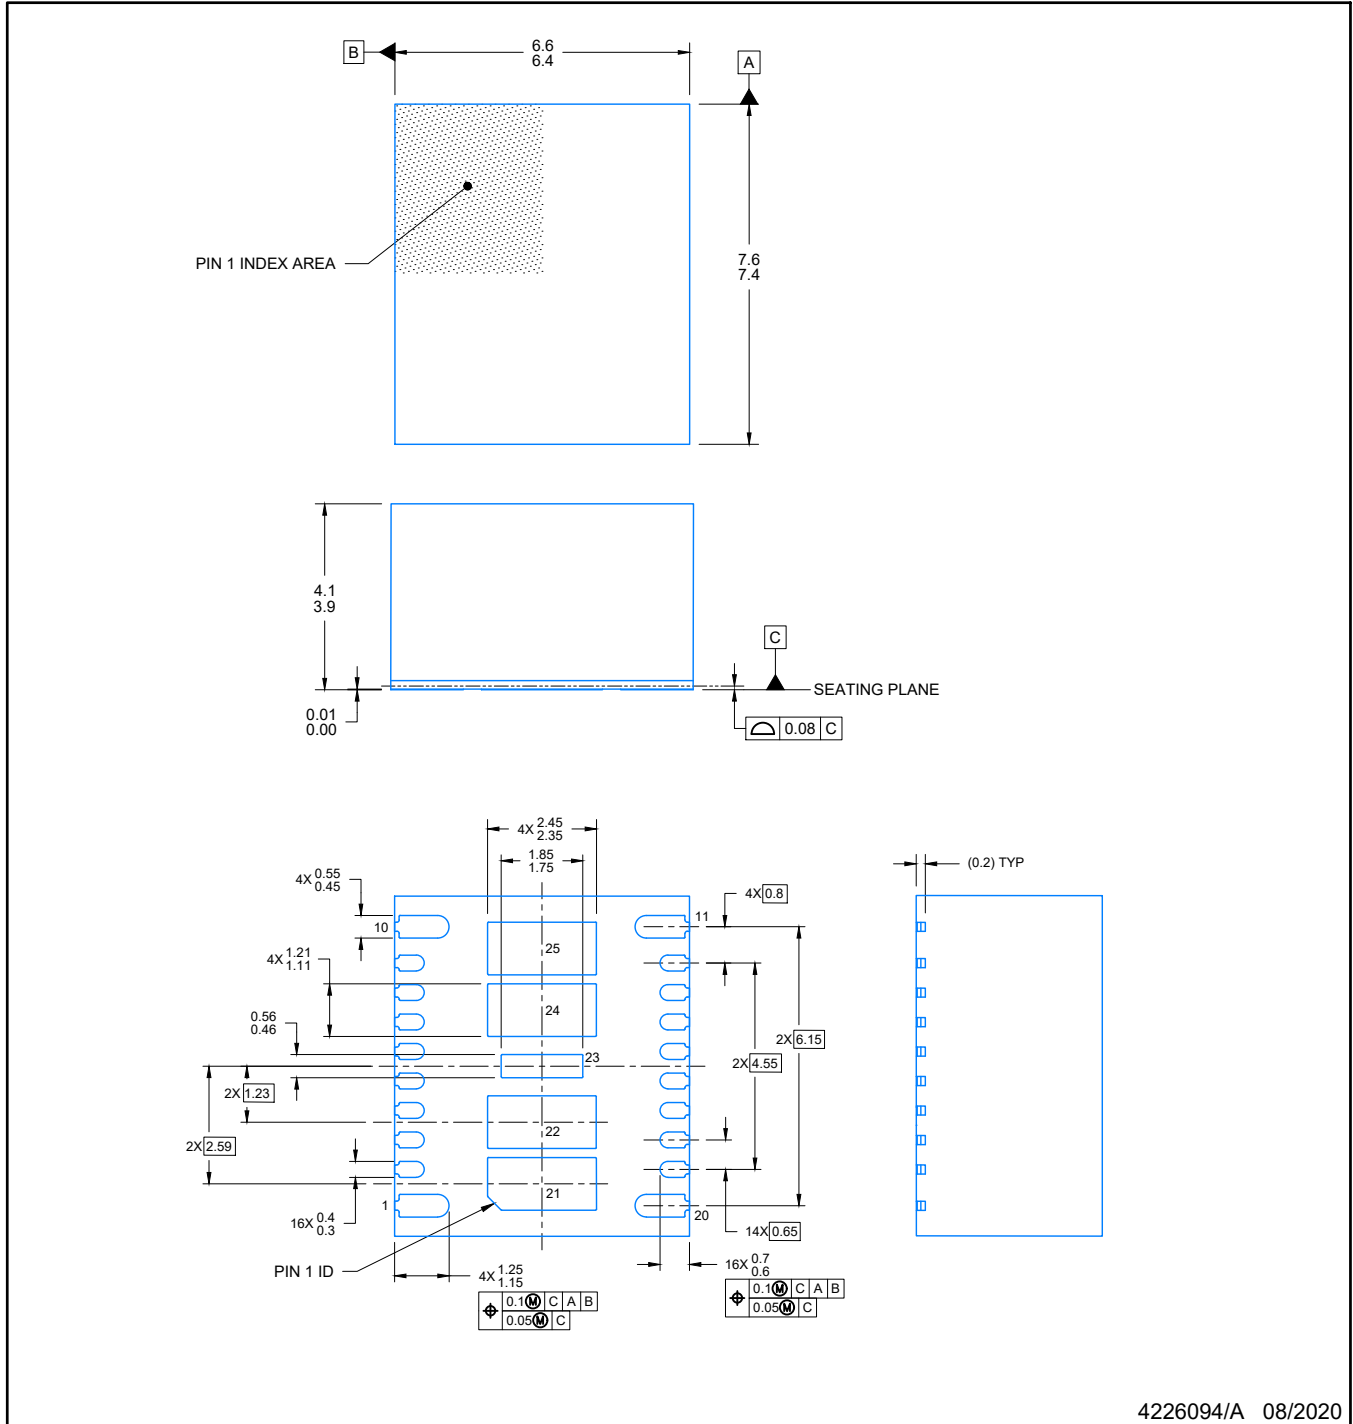 B
6.6
6.4
A
PIN 1 INDEX AREA
7.6
7.4
4.1
3.9
C
SEATING PLANE
0.01
0.00
0.08 C
4X 2.45
2.35
1.85
1.75
(0.2) TYP
4X 0.55
0.45
4X 0.8
10
11
25
4X 1.21
1.11
24
0.56
0.46
23
2X 6.15
2X 4.55
2X 1.23
22
2X 2.59
21
1
20
16X 0.4
0.3
14X 0.65
PIN 1 ID
4X 1.25
1.15
0.1 Ⓜ C A B
0.05 Ⓜ C
16X 0.7
0.6
0.1 Ⓜ C A B
0.05 Ⓜ C
4226094/A 08/2020